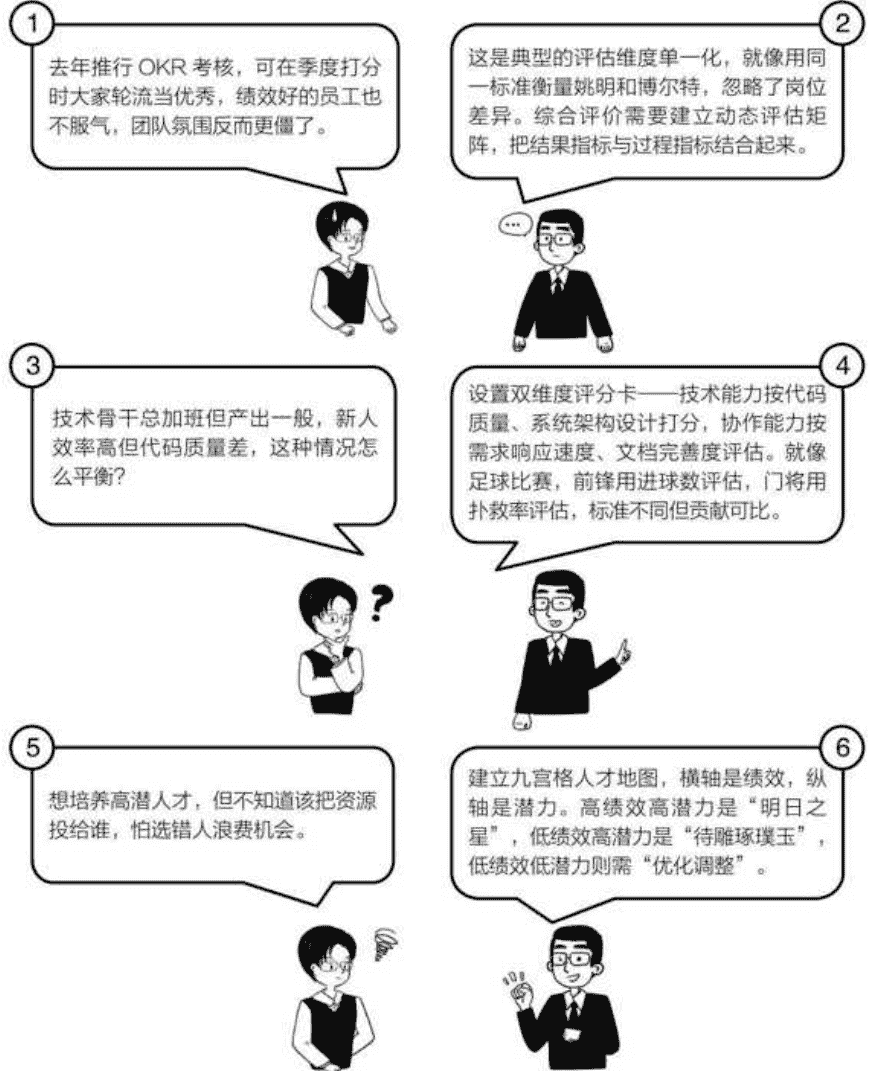 1
去年推行 OKR 考核，可在季度打分
时大家轮流当优秀，绩效好的员工也
不服气，团队氛围反而更僵了。
2
这是典型的评估维度单一化，就像用同
一标准衡量姚明和博尔特，忽略了岗位
差异。综合评价需要建立动态评估矩
阵，把结果指标与过程指标结合起来。
3
技术骨干总加班但产出一般，新人
效率高但代码质量差，这种情况怎
么平衡？
?
4
设置双维度评分卡——技术能力按代码
质量、系统架构设计打分，协作能力按
需求响应速度、文档完善度评估。就像
足球比赛，前锋用进球数评估，门将用
扑救率评估，标准不同但贡献可比。
5
想培养高潜人才，但不知道该把资源
投给谁，怕选错人浪费机会。
6
建立九宫格人才地图，横轴是绩效，纵
轴是潜力。高绩效高潜力是“明日之
星”，低绩效高潜力是“待雕琢璞玉”，
低绩效低潜力则需“优化调整”。